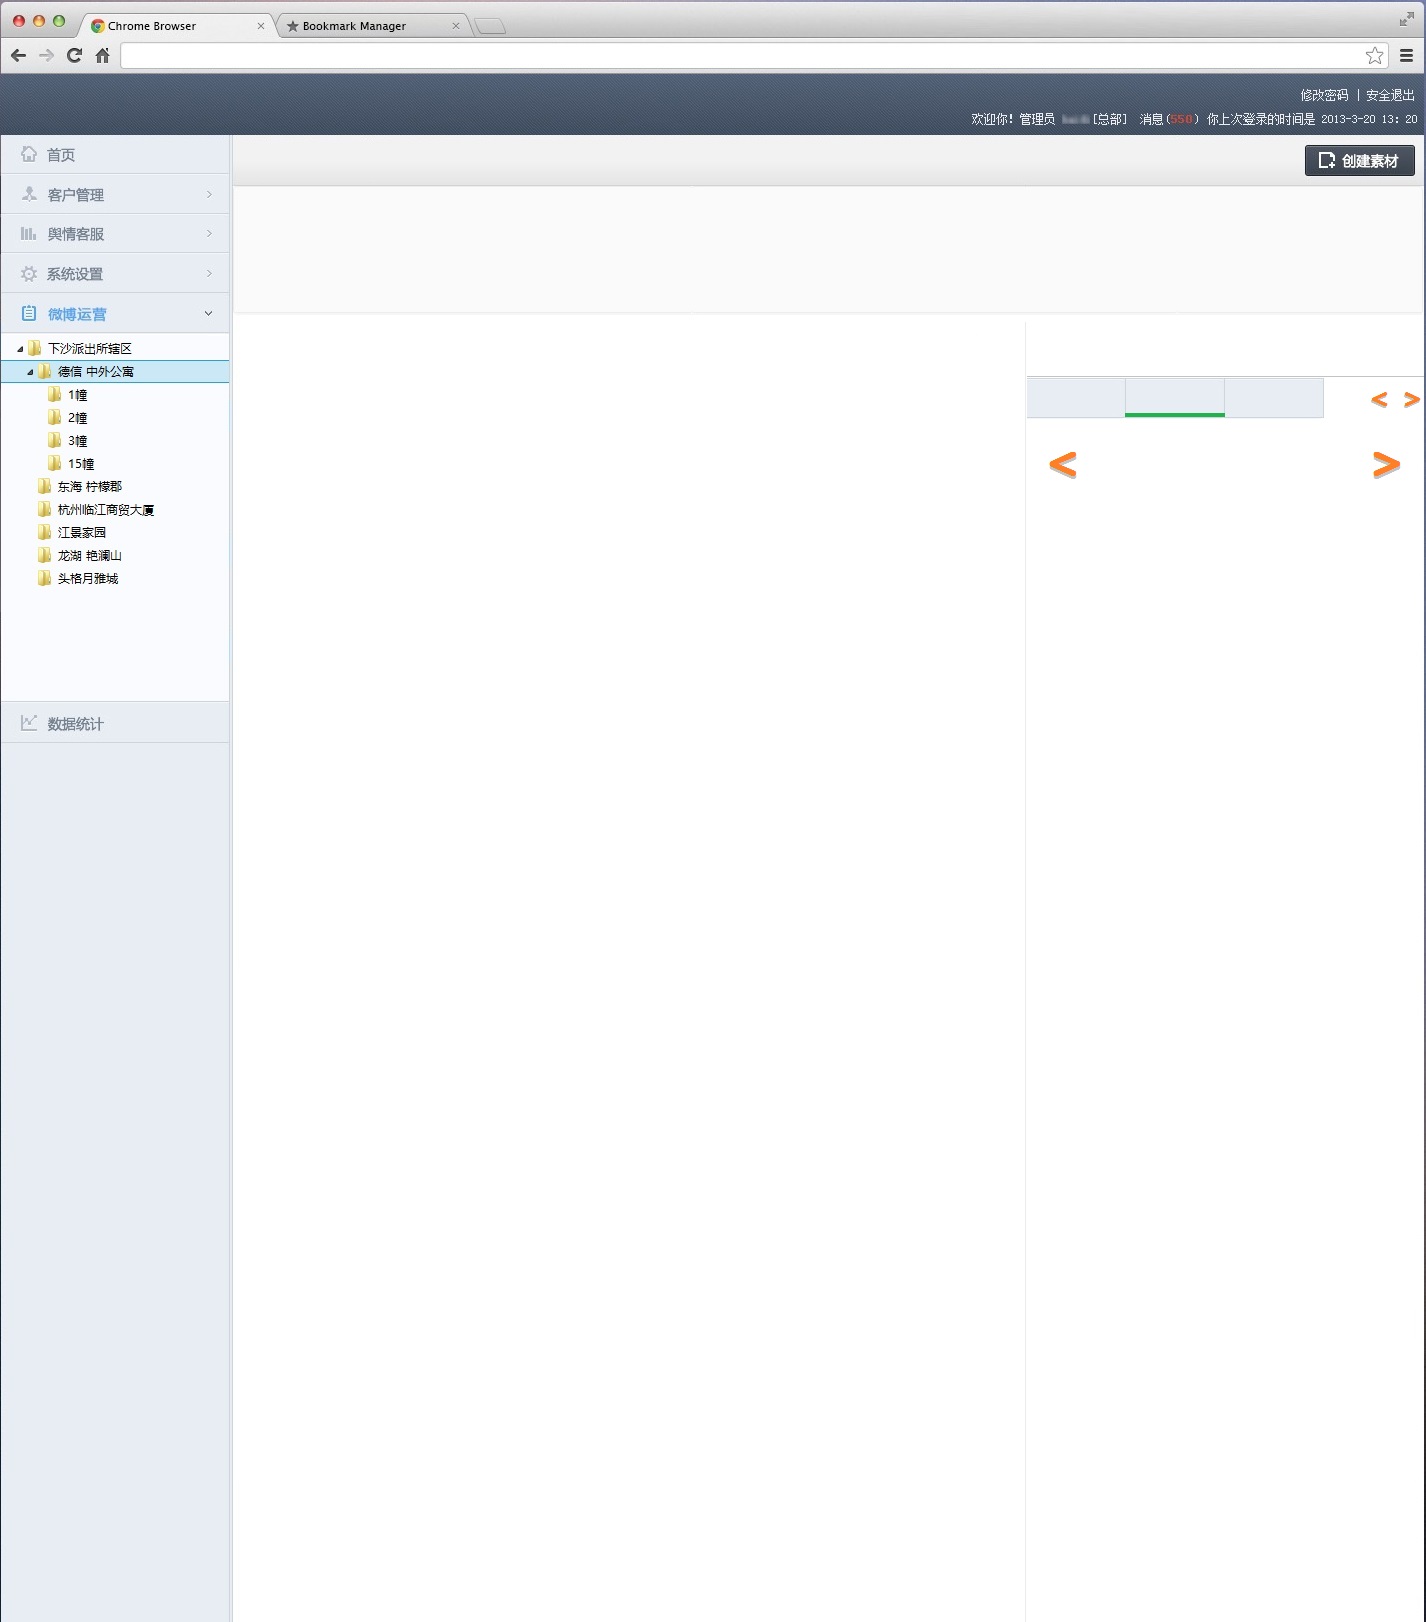 Chrome Browser
Bookmark Manager
修改密码 | 安全退出
欢迎你！管理员 [总部] 消息(550) 你上次登录的时间是 2013-3-20 13: 20
首页
创建素材
客户管理
舆情客服
系统设置
微博运营
下沙派出所辖区
德信 中外公寓
1幢
2幢
3幢
15幢
东海 柠檬郡
杭州临江商贸大厦
江景家园
龙湖 艳澜山
头格月雅城
数据统计